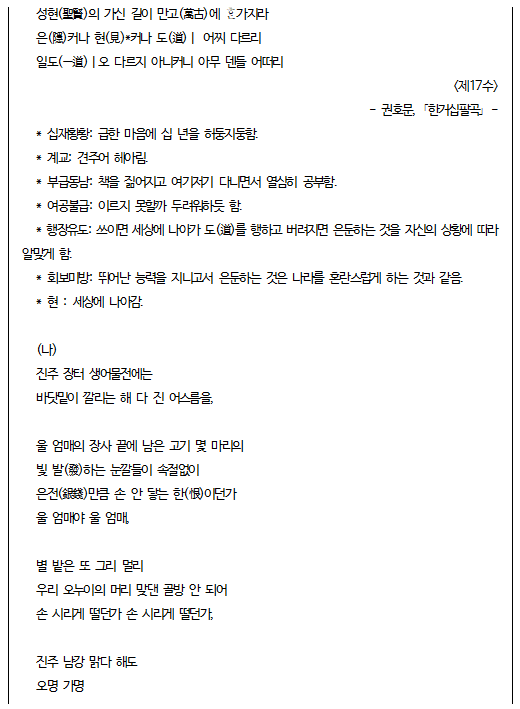 성현(聖賢)의 가신 길이 만고(萬古)에 ᄒᆞᆫ가지라
은(隱)커나 현(見)*커나 도(道)ㅣ 어찌 다르리
일도(一道)ㅣ오 다르지 아니커니 아무 덴들 어떠리
<제17수>
- 권호문, 「한거십팔곡」 -
* 십재황황: 급한 마음에 십 년을 허둥지둥함.
* 계교: 견주어 헤아림.
* 부급동남: 책을 짊어지고 여기저기 다니면서 열심히 공부함.
* 여공불급: 이르지 못할까 두려워하듯 함.
* 행장유도: 쓰이면 세상에 나아가 도(道)를 행하고 버려지면 은둔하는 것을 자신의 상황에 따라
알맞게 함.
* 회보미방: 뛰어난 능력을 지니고서 은둔하는 것은 나라를 혼란스럽게 하는 것과 같음.
* 현 : 세상에 나아감.
(나)
진주 장터 생어물전에는
바닷밑이 깔리는 해 다 진 어스름을,
울 엄매의 장사 끝에 남은 고기 몇 마리의
빛 발(發)하는 눈깔들이 속절없이
은전(銀錢)만큼 손 안 닿는 한(恨)이던가
울 엄매야 울 엄매,
별 밭은 또 그리 멀리
우리 오누이의 머리 맞댄 골방 안 되어
손 시리게 떨던가 손 시리게 떨던가,
진주 남강 맑다 해도
오명 가명